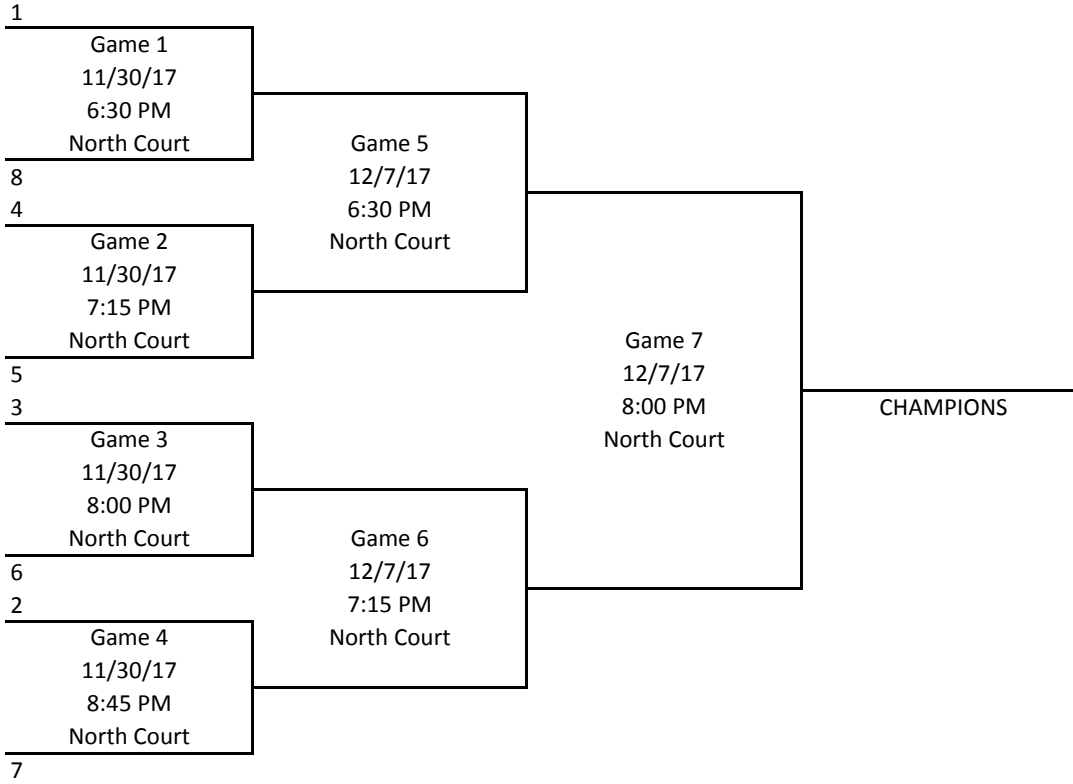 1
Game 1
11/30/17
6:30 PM
North Court
8
4
Game 2
11/30/17
7:15 PM
North Court
5
3
Game 3
11/30/17
8:00 PM
North Court
6
2
Game 4
11/30/17
8:45 PM
North Court
7
Game 5
12/7/17
6:30 PM
North Court
Game 6
12/7/17
7:15 PM
North Court
Game 7
12/7/17
8:00 PM
North Court
CHAMPIONS